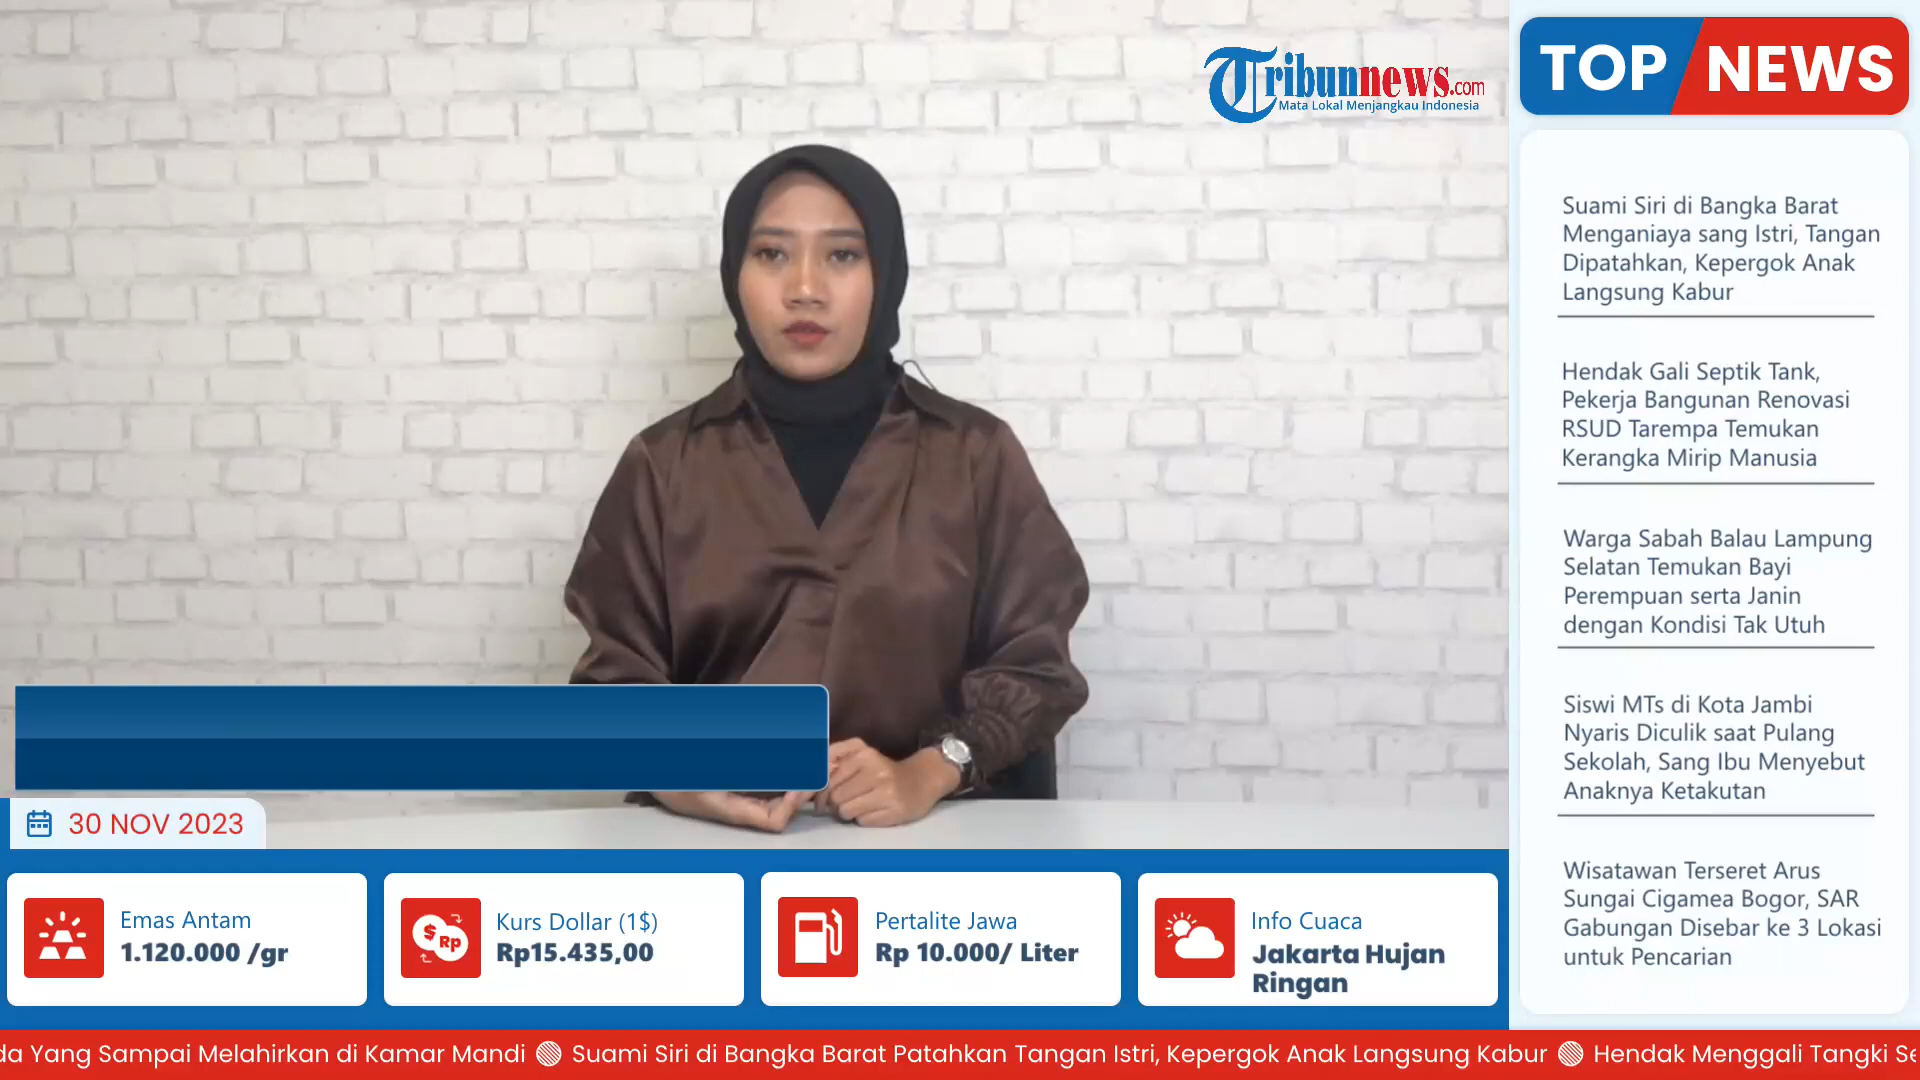 Tribunnews.com
Mata Lokal Menjangkau Indonesia
TOP NEWS
Suami Siri di Bangka Barat
Menganiaya sang Istri, Tangan
Dipatahkan, Kepergok Anak
Langsung Kabur
Hendak Gali Septik Tank,
Pekerja Bangunan Renovasi
RSUD Tarempa Temukan
Kerangka Mirip Manusia
Warga Sabah Balau Lampung
Selatan Temukan Bayi
Perempuan serta Janin
dengan Kondisi Tak Utuh
Siswi MTs di Kota Jambi
Nyaris Diculik saat Pulang
Sekolah, Sang Ibu Menyebut
Anaknya Ketakutan
Wisatawan Terseret Arus
Sungai Cigamea Bogor, SAR
Gabungan Disebar ke 3 Lokasi
untuk Pencarian
30 NOV 2023
Emas Antam
1.120.000 /gr
$ Rp
Kurs Dollar (1$)
Rp15.435,00
Pertalite Jawa
Rp 10.000/ Liter
Info Cuaca
Jakarta Hujan
Ringan
da Yang Sampai Melahirkan di Kamar Mandi Suami Siri di Bangka Barat Patahkan Tangan Istri, Kepergok Anak Langsung Kabur Hendak Menggali Tangki Se